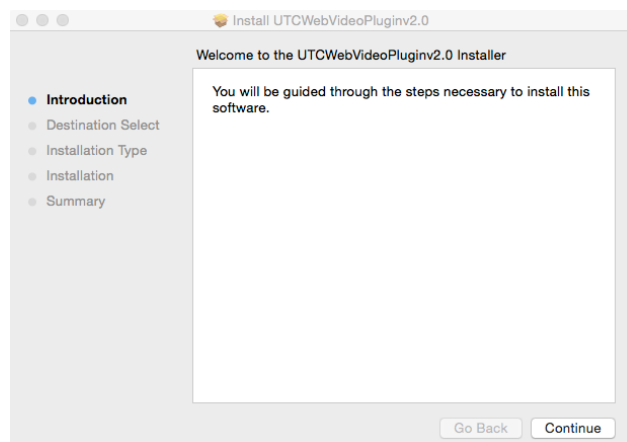 Install UTCWebVideoPluginv2.0
Welcome to the UTCWebVideoPluginv2.0 Installer
Introduction
Destination Select
Installation Type
Installation
Summary
You will be guided through the steps necessary to install this
software.
Go Back
Continue